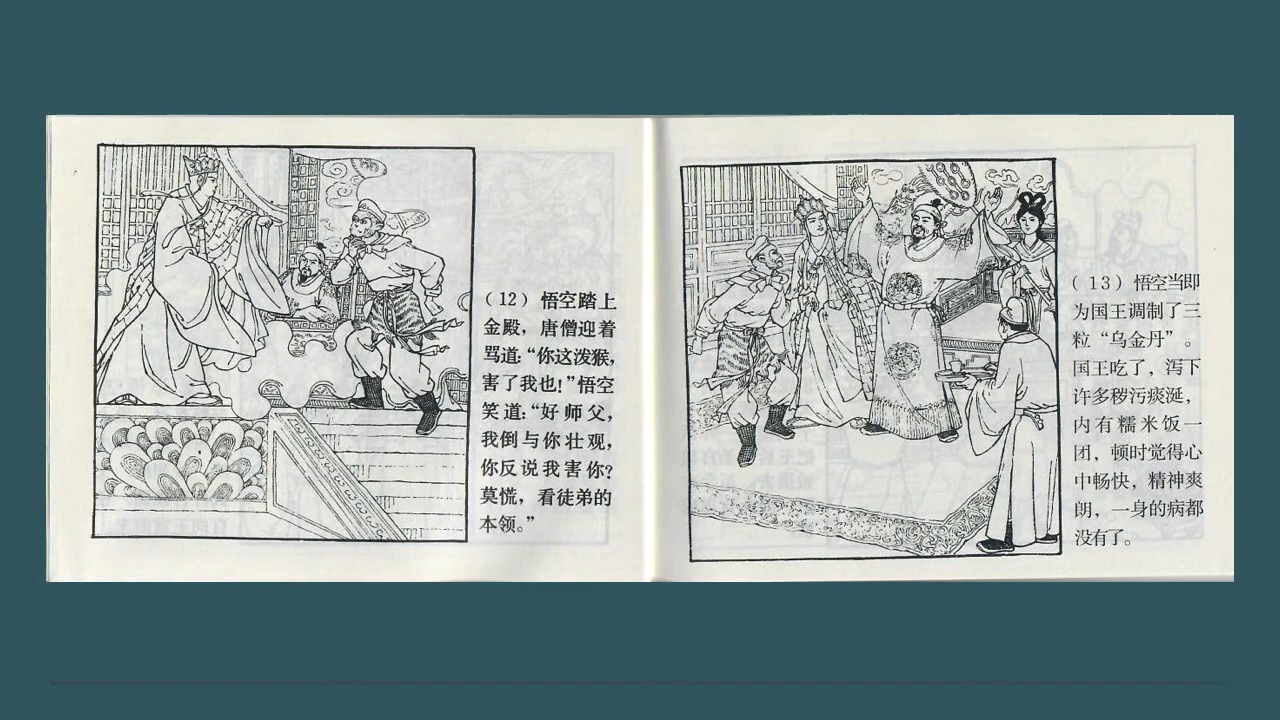 （12） 悟空踏上
金殿，唐僧迎着
骂道：“你这泼猴，
害了我也！”悟空
笑道：“好师父，
我倒与你壮观，
你反说我害你？
莫慌，看徒弟的
本领。”
（13） 悟空当即
为国王调制了三
粒“乌金丹”。
国王吃了，泻下
许多秽污痰涎，
内有糯米饭一
团，顿时觉得心
中畅快，精神爽
朗，一身的病都
没有了。